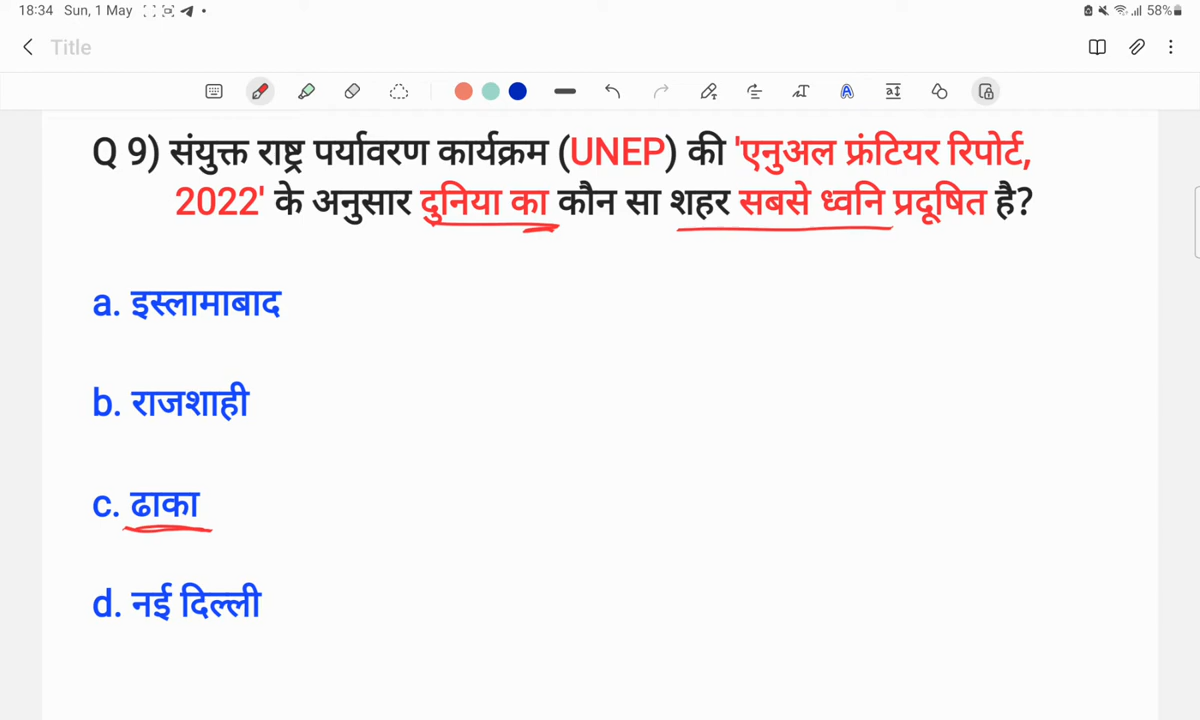 18:34 Sun, 1 May 58%
Title
Q 9) संयुक्त राष्ट्र पर्यावरण कार्यक्रम (UNEP) की 'एनुअल फ्रंटियर रिपोर्ट,
2022' के अनुसार दुनिया का कौन सा शहर सबसे ध्वनि प्रदूषित है?
a. इस्लामाबाद
b. राजशाही
c. ढाका
d. नई दिल्ली